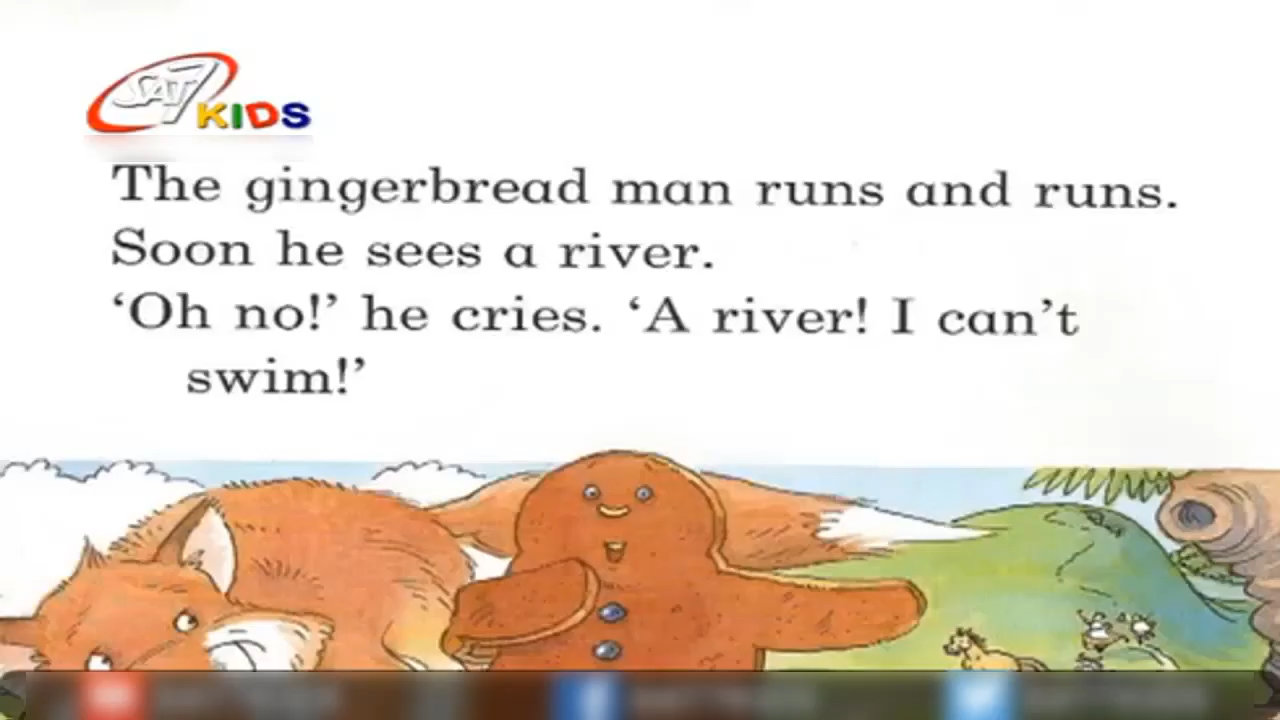 SAT7
KIDS
The gingerbread man runs and runs.
Soon he sees a river.
‘Oh no!’ he cries. ‘A river! I can’t
swim!’